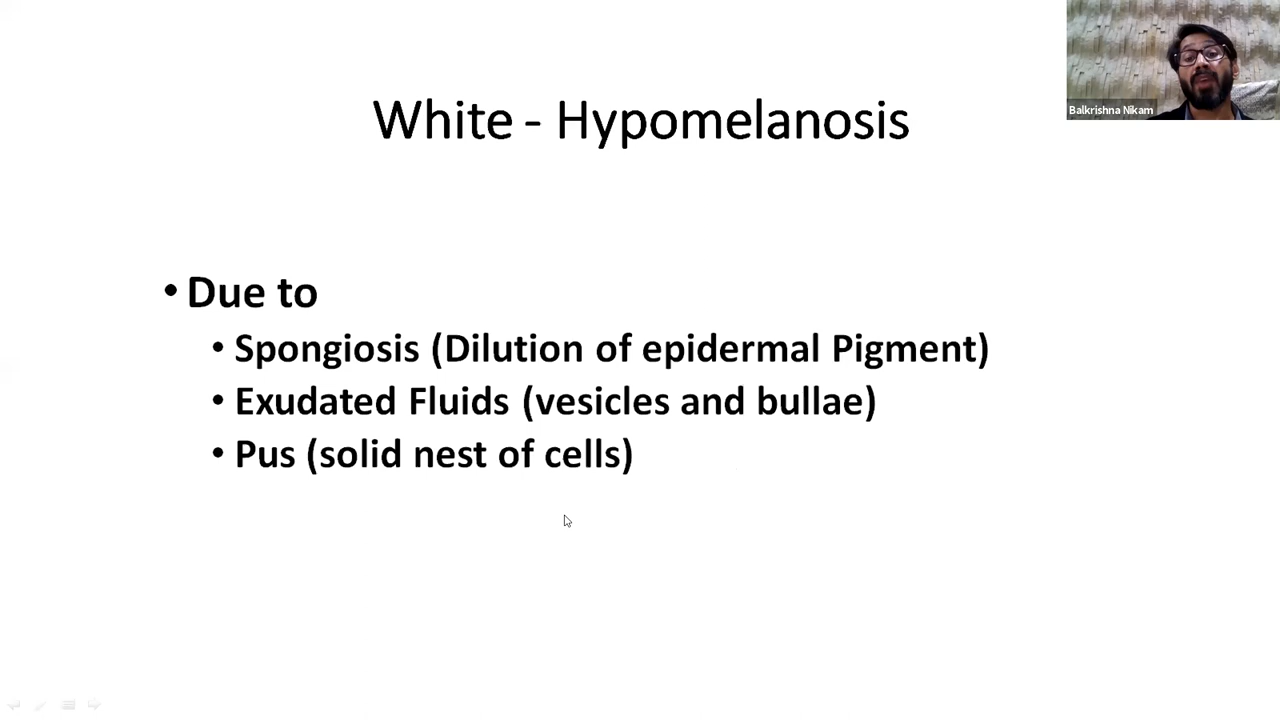 Balkrishna Nikam
White - Hypomelanosis
• Due to
• Spongiosis (Dilution of epidermal Pigment)
• Exudated Fluids (vesicles and bullae)
• Pus (solid nest of cells)